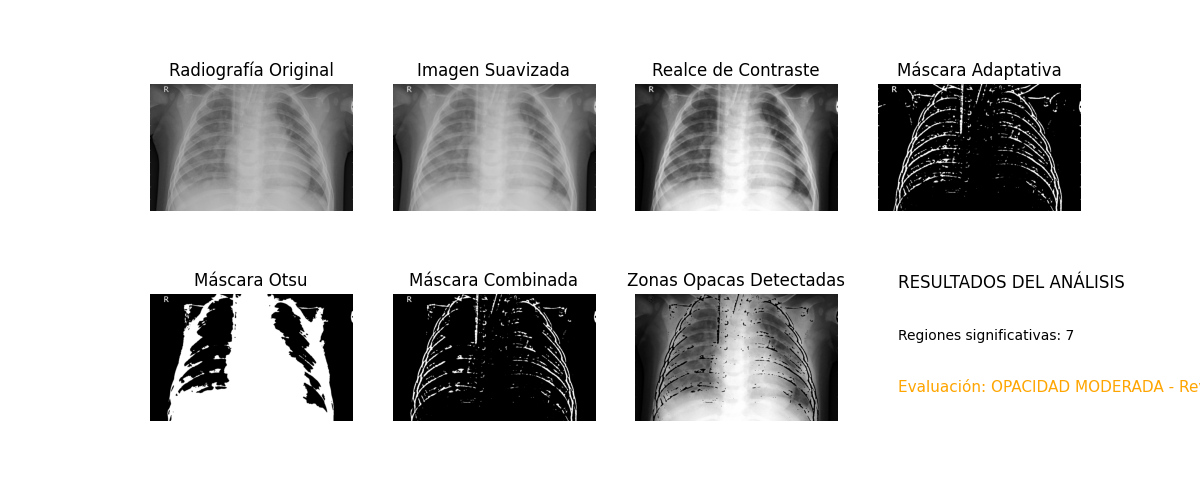 Radiografía Original
Imagen Suavizada
Realce de Contraste
Máscara Adaptativa
R
R
R
R
Máscara Otsu
Máscara Combinada
Zonas Opacas Detectadas
RESULTADOS DEL ANÁLISIS
R
R
Regiones significativas: 7
Evaluación: OPACIDAD MODERADA - Re